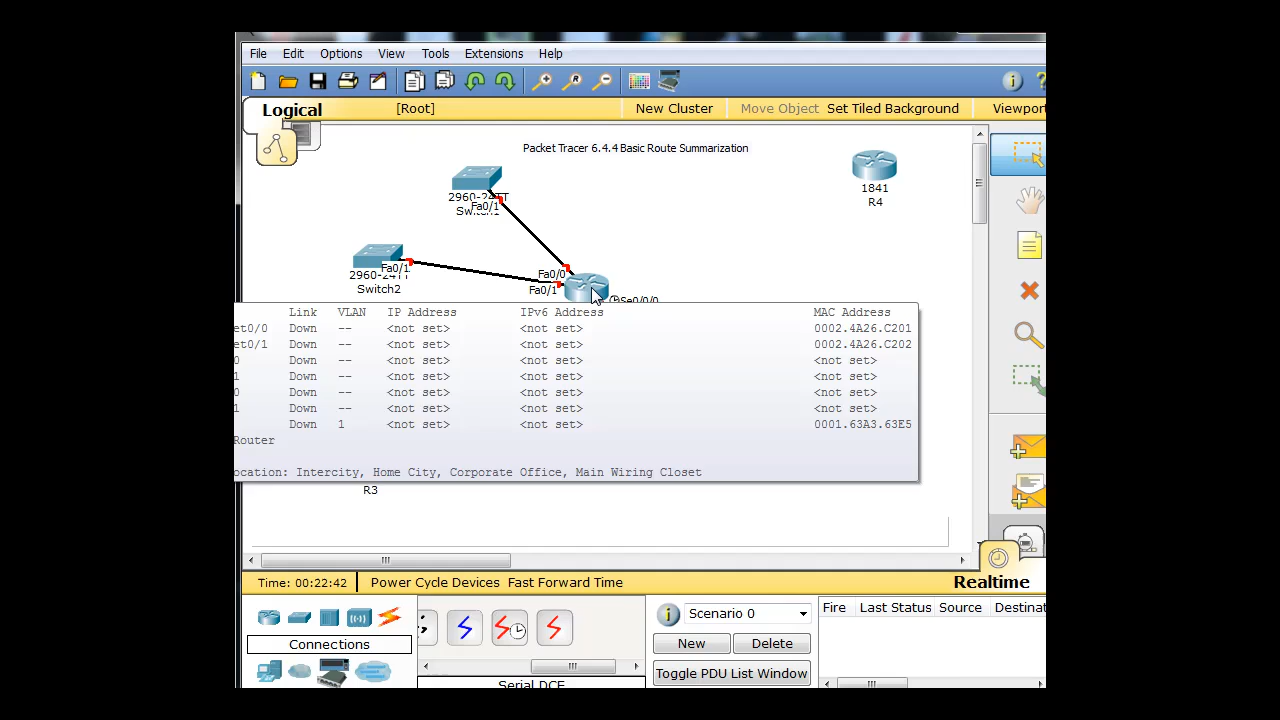 File Edit Options View Tools Extensions Help
Logical [Root] New Cluster Move Object Set Tiled Background Viewport
Packet Tracer 6.4.4 Basic Route Summarization
1841
R4
Fa0/1
Fa0/1
Switch2
Fa0/0
Fa0/1
Se0/0/0
Link VLAN IP Address IPv6 Address MAC Address
et0/0 Down -- <not set> <not set> 0002.4A26.C201
et0/1 Down -- <not set> <not set> 0002.4A26.C202
0 Down -- <not set> <not set> <not set>
1 Down -- <not set> <not set> <not set>
0 Down -- <not set> <not set> <not set>
1 Down -- <not set> <not set> <not set>
Down 1 <not set> <not set> 0001.63A3.63E5
Router
ocation: Intercity, Home City, Corporate Office, Main Wiring Closet
R3
Time: 00:22:42 Power Cycle Devices Fast Forward Time Realtime
Scenario 0
New Delete
Toggle PDU List Window
Fire Last Status Source Destinat
Connections
Serial DCE